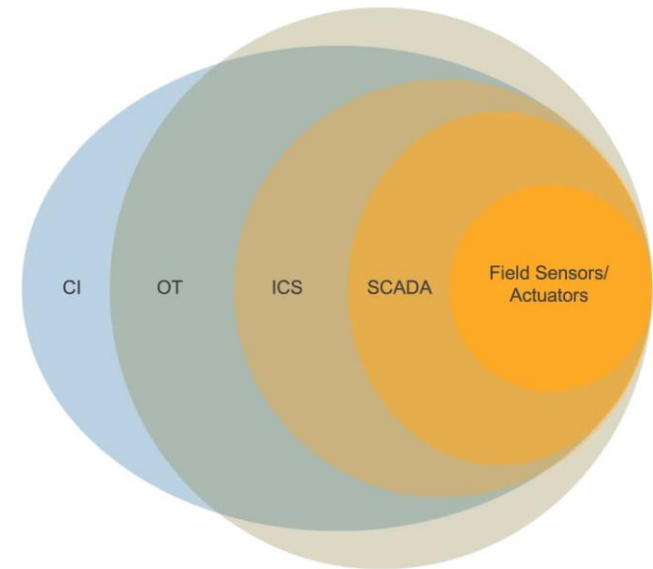 CI
OT
ICS
SCADA
Field Sensors/
Actuators